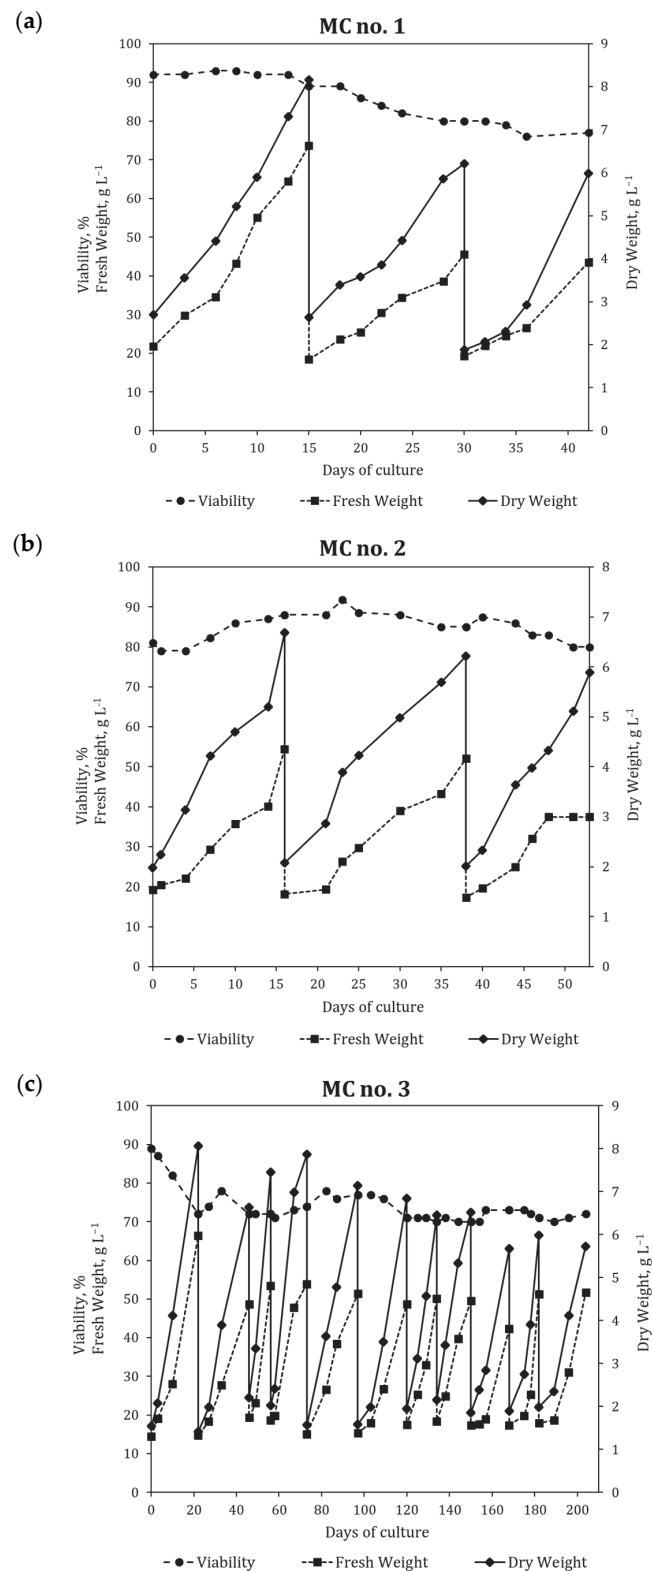 (a)
MC no. 1
100
90
80
70
60
50
40
30
20
10
0
Viability, %
Fresh Weight, g L⁻¹
9
8
7
6
5
4
3
2
1
0
Dry Weight, g L⁻¹
0 5 10 15 20 25 30 35 40
Days of culture
Viability Fresh Weight Dry Weight
(b)
MC no. 2
100
90
80
70
60
50
40
30
20
10
0
Viability, %
Fresh Weight, g L⁻¹
8
7
6
5
4
3
2
1
0
Dry Weight, g L⁻¹
0 5 10 15 20 25 30 35 40 45 50
Days of culture
Viability Fresh Weight Dry Weight
(c)
MC no. 3
100
90
80
70
60
50
40
30
20
10
0
Viability, %
Fresh Weight, g L⁻¹
9
8
7
6
5
4
3
2
1
0
Dry Weight, g L⁻¹
0 20 40 60 80 100 120 140 160 180 200
Days of culture
Viability Fresh Weight Dry Weight